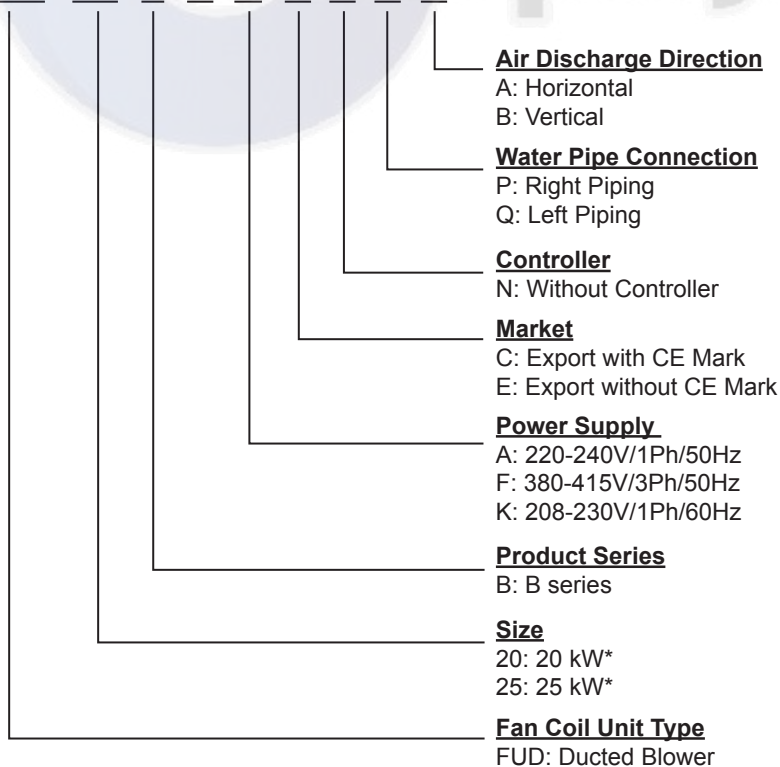 Air Discharge Direction
A: Horizontal
B: Vertical
Water Pipe Connection
P: Right Piping
Q: Left Piping
Controller
N: Without Controller
Market
C: Export with CE Mark
E: Export without CE Mark
Power Supply
A: 220-240V/1Ph/50Hz
F: 380-415V/3Ph/50Hz
K: 208-230V/1Ph/60Hz
Product Series
B: B series
Size
20: 20 kW*
25: 25 kW*
Fan Coil Unit Type
FUD: Ducted Blower